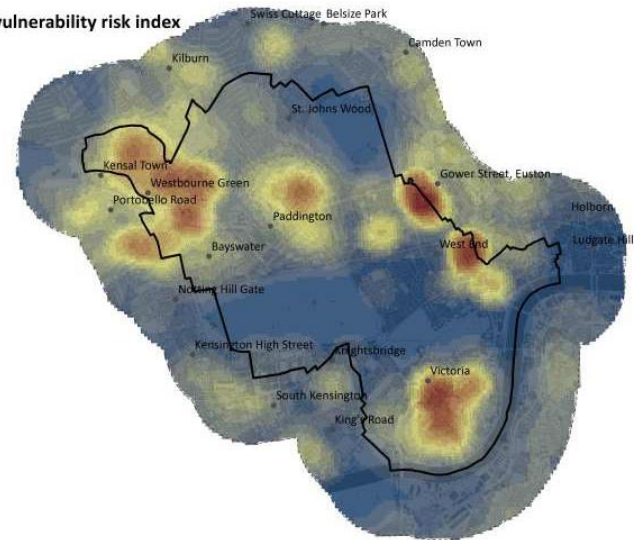 vulnerability risk index
Swiss Cottage
Belsize Park
Camden Town
Kilburn
St. Johns Wood
Kensal Town
Gower Street, Euston
Westbourne Green
Portobello Road
Holborn
Paddington
West End
Ludgate Hill
Bayswater
Notting Hill Gate
Kensington High Street
Knightsbridge
Victoria
South Kensington
King's Road